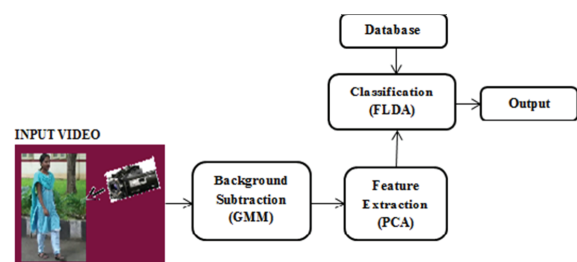 Database
Classification
(FLDA)
Output
INPUT VIDEO
Background
Subtraction
(GMM)
Feature
Extraction
(PCA)